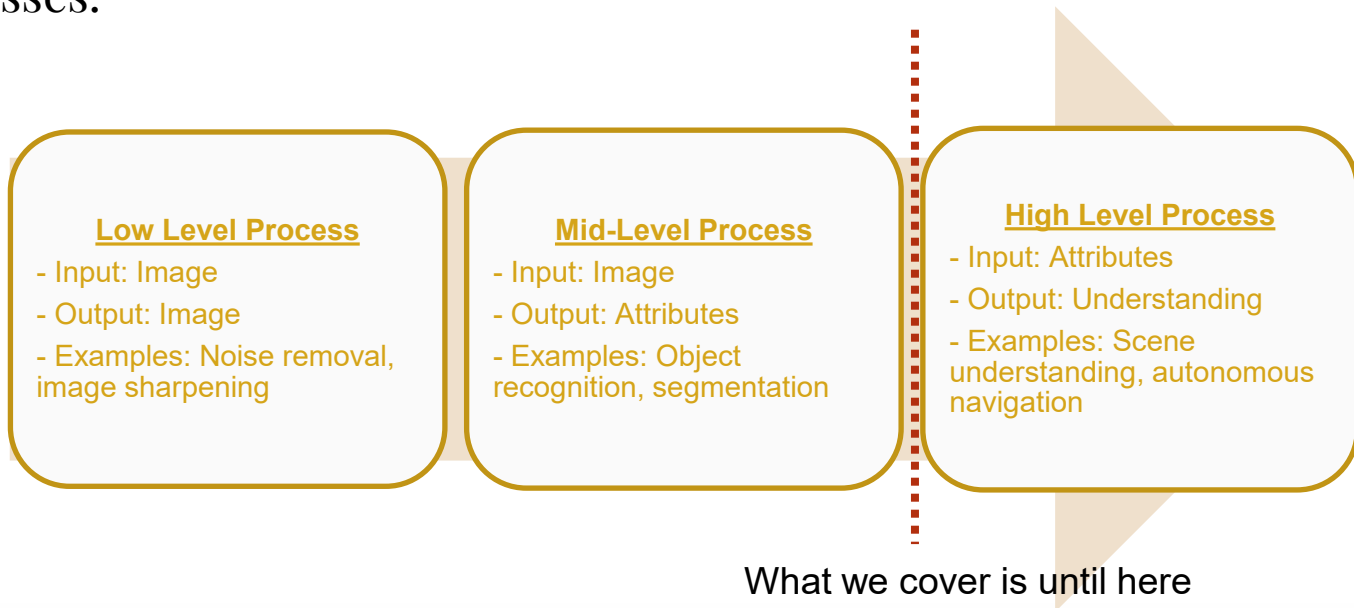 sses.
Low Level Process
- Input: Image
- Output: Image
- Examples: Noise removal,
image sharpening
Mid-Level Process
- Input: Image
- Output: Attributes
- Examples: Object
recognition, segmentation
High Level Process
- Input: Attributes
- Output: Understanding
- Examples: Scene
understanding, autonomous
navigation
What we cover is until here